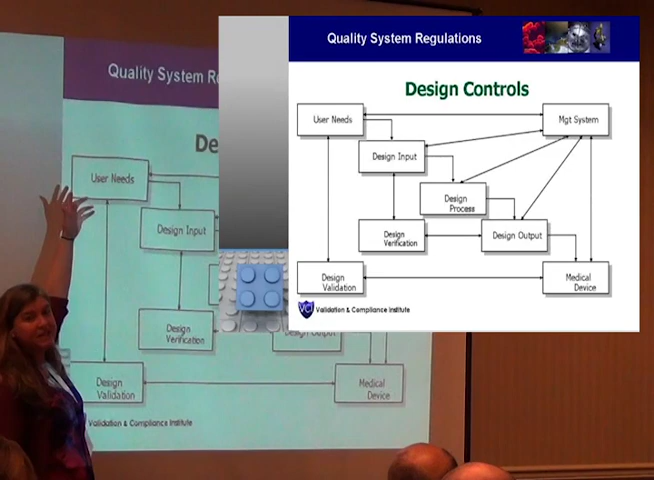 Quality System Regulations
Design Controls
User Needs
Mgt System
Design Input
Design
Process
Design
Verification
Design Output
Design
Validation
Medical
Device
VCI Validation & Compliance Institute
Quality System R
De
User Needs
Design Input
Design
Verification
Design Output
Design
Validation
Medical
Device
Validation & Compliance Institute